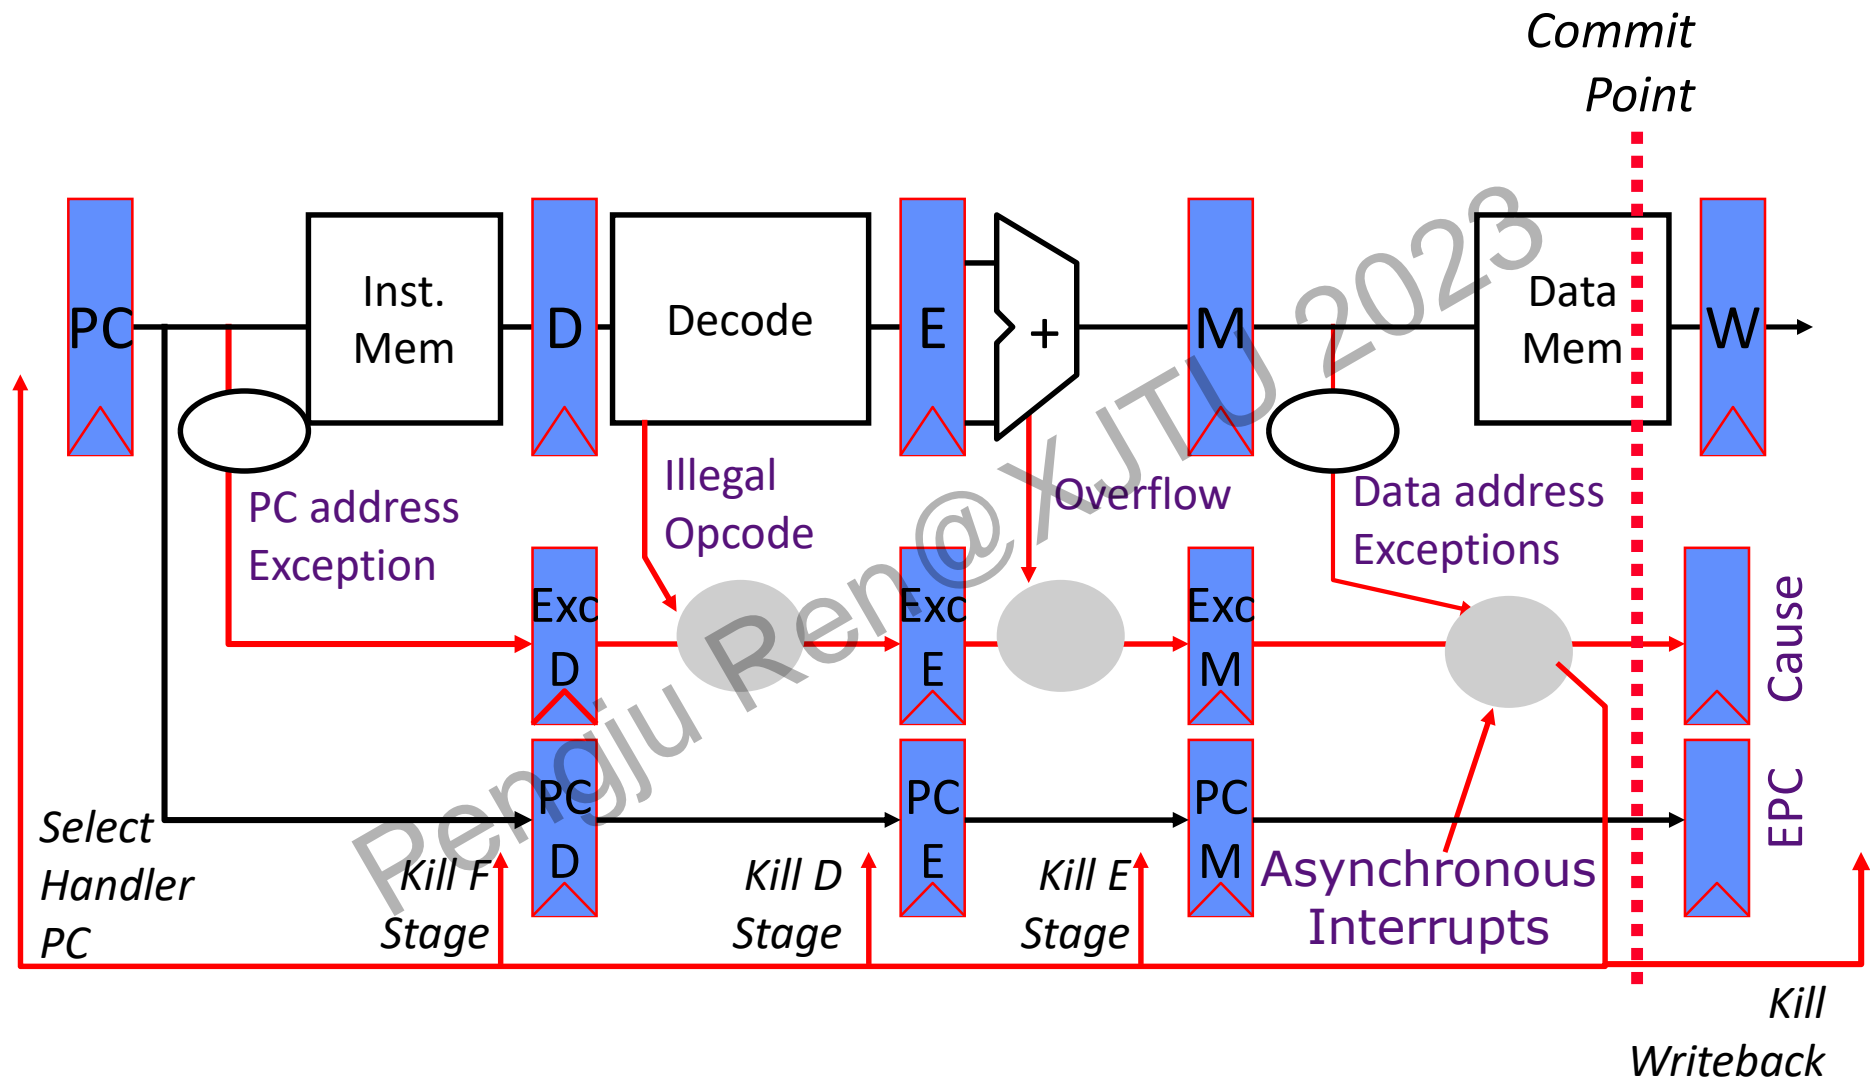 Commit
Point
PC
Inst.
Mem
D
Decode
E
+
M
Data
Mem
W
PC address
Exception
Illegal
Opcode
Overflow
Data address
Exceptions
Exc
D
Exc
E
Exc
M
Cause
PC
D
PC
E
PC
M
EPC
Select
Handler
PC
Kill F
Stage
Kill D
Stage
Kill E
Stage
Asynchronous
Interrupts
Kill
Writeback
Pengju Ren@XJTU 2023